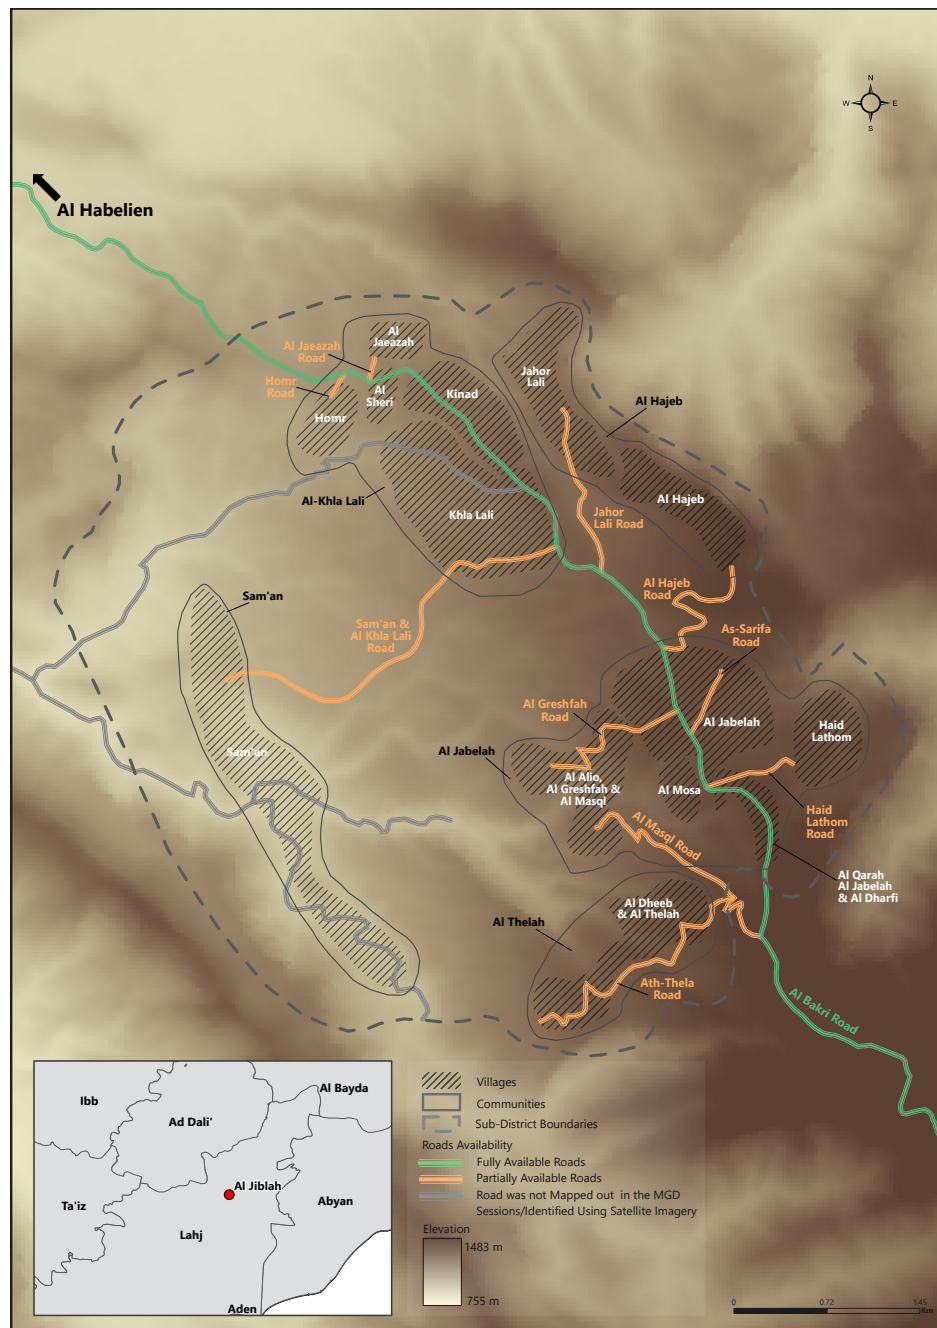 N
W
E
S
Al Habelien
Al
Jaeazah
Al Jaeazah
Road
Homr
Road
Al
Sheri
Kinad
Homr
Jahor
Lali
Al Hajeb
Al-Khla Lali
Khla Lali
Al Hajeb
Jahor
Lali Road
Al Hajeb
Road
Sam'an
Sam'an &
Al Khla Lali
Road
As-Sarifa
Road
Al Greshfah
Road
Al Jabelah
Haid
Lathom
Sam'an
Al Jabelah
Al Alio,
Al Greshfah &
Al Masql
Al Mosa
Haid
Lathom
Road
Al Masql Road
Al Qarah
Al Jabelah
& Al Dharfi
Al Dheeb
& Al Thelah
Al Thelah
Ath-Thela
Road
Al Bakri Road
Ibb
Ad Dali'
Al Bayda
Al Jiblah
Ta'iz
Abyan
Lahj
Aden
Villages
Communities
Sub-District Boundaries
Roads Availability
Fully Available Roads
Partially Available Roads
Road was not Mapped out in the MGD
Sessions/Identified Using Satellite Imagery
Elevation
1483 m
755 m
0
0.72
1.45
Km